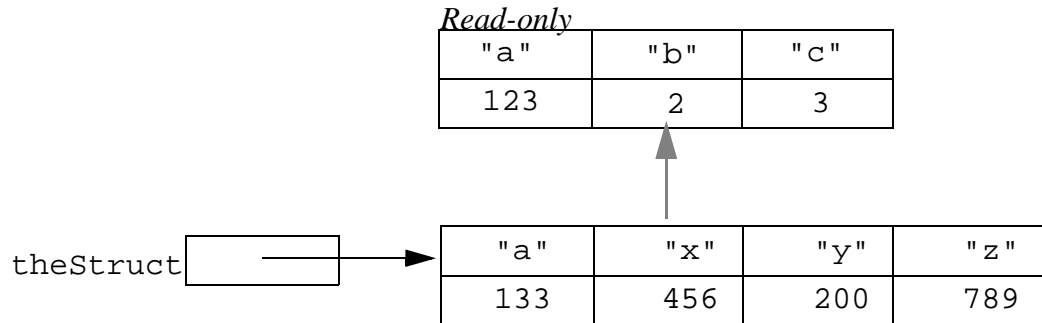 Read-only
"a" "b" "c"
123 2 3
theStruct "a" "x" "y" "z"
133 456 200 789